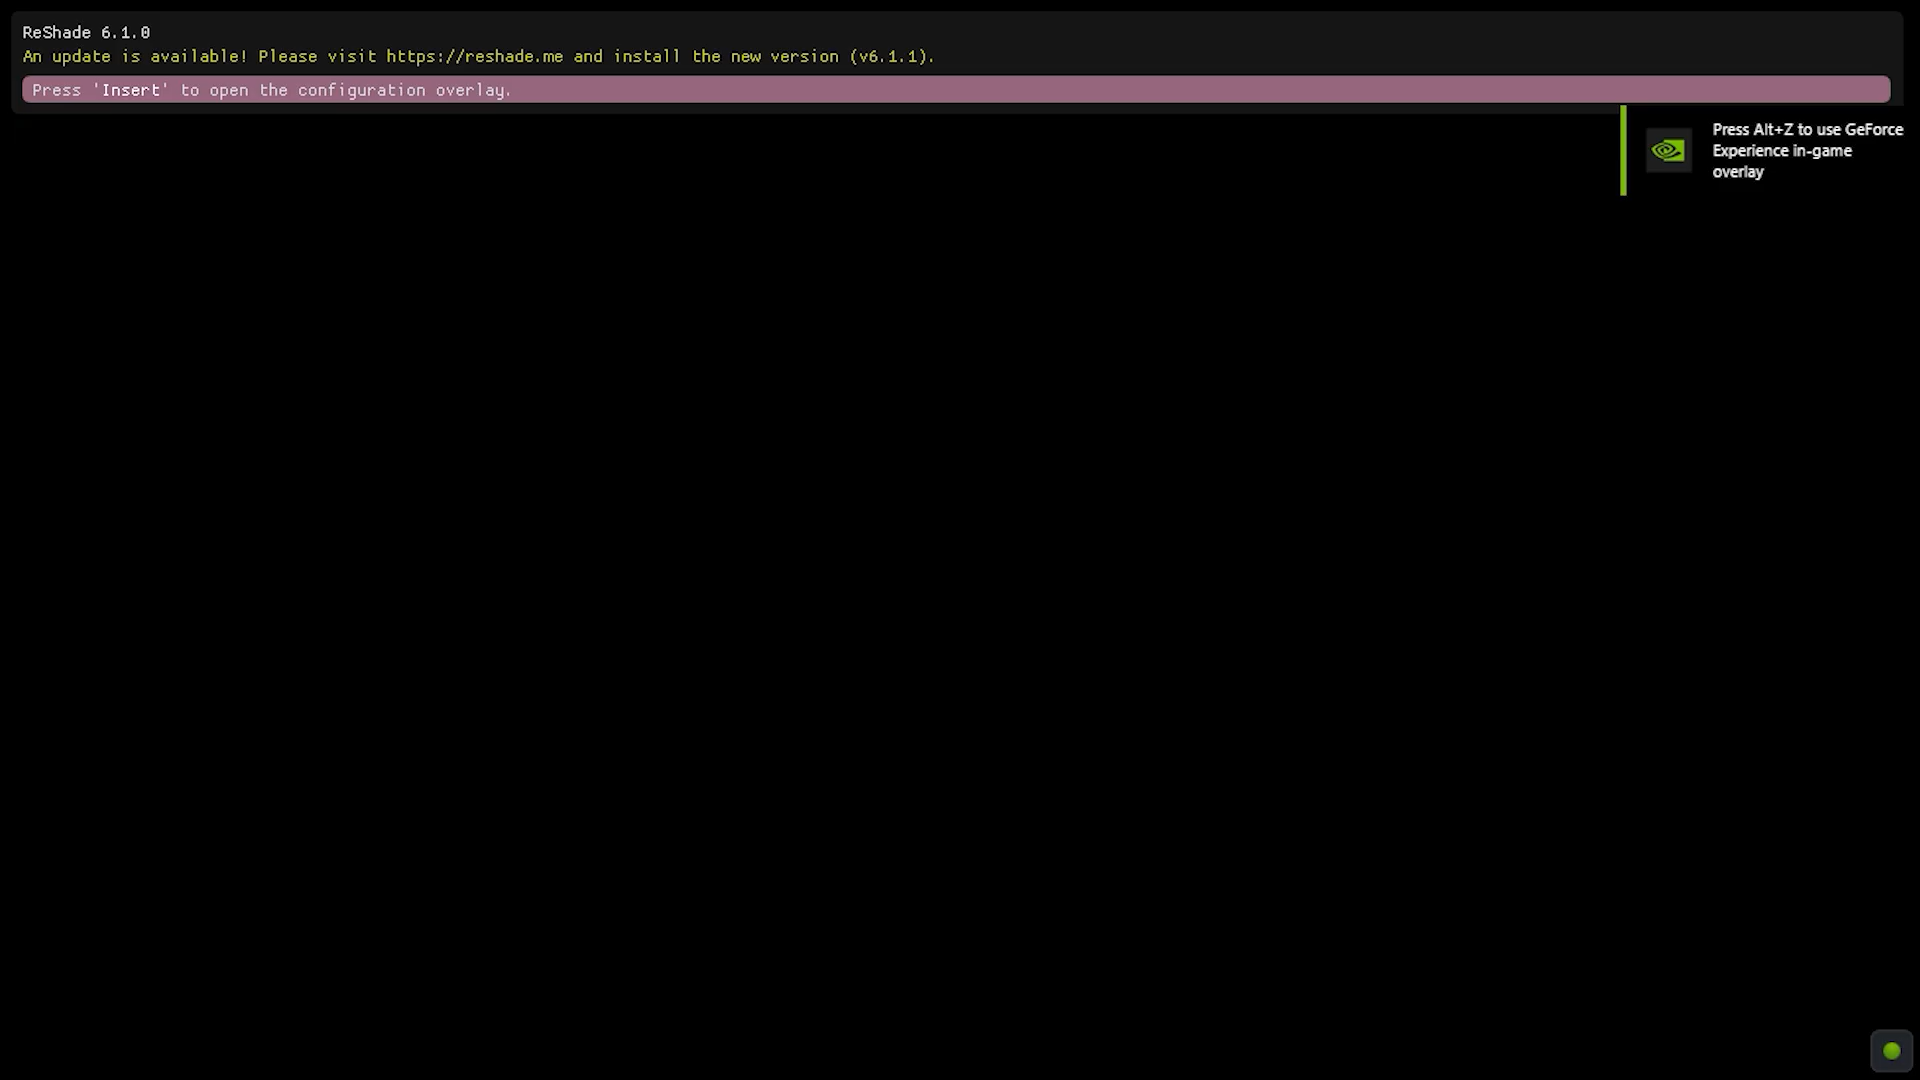 ReShade 6.1.0
An update is available! Please visit https://reshade.me and install the new version (v6.1.1).
Press 'Insert' to open the configuration overlay.
Press Alt+Z to use GeForce
Experience in-game
overlay